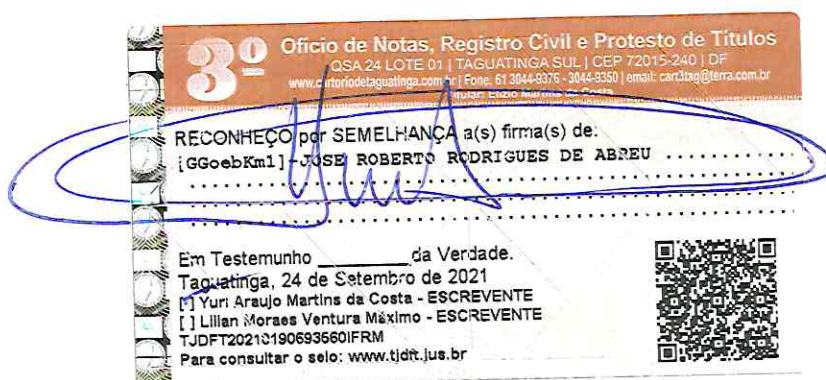 3º Ofício de Notas, Registro Civil e Protesto de Títulos
QSA 24 LOTE 01 | TAGUATINGA SUL | CEP 72015-240 | DF
www.cartoriodetaguatinga.com.br | Fone: 61 3044-9376 - 3044-9350 | email: cart3tag@terra.com.br
RECONHEÇO por SEMELHANÇA a(s) firma(s) de:
[GGoebKm1]-JOSE ROBERTO RODRIGUES DE ABREU ..........
Em Testemunho __________da Verdade.
Taguatinga, 24 de Setembro de 2021
[ ] Yuri Araujo Martins da Costa - ESCREVENTE
[ ] Lilian Moraes Ventura Máximo - ESCREVENTE
TJDFT20210190693560IFRM
Para consultar o selo: www.tjdft.jus.br